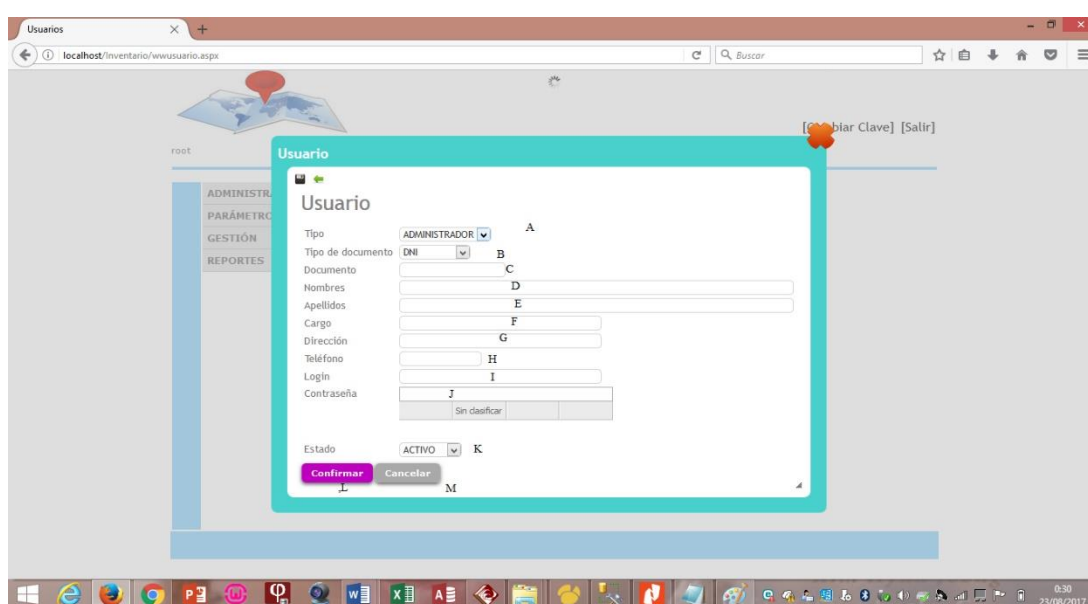 Usuarios
localhost/Inventario/wwusuario.aspx
Buscar
[Cambiar Clave] [Salir]
root
Usuario
ADMINISTRA
PARÁMETRO
GESTIÓN
REPORTES
Usuario
Tipo ADMINISTRADOR A
Tipo de documento DNI B
Documento C
Nombres D
Apellidos E
Cargo F
Dirección G
Teléfono H
Login I
Contraseña J
Sin clasificar
Estado ACTIVO K
Confirmar Cancelar
L M
0:30
23/08/2017